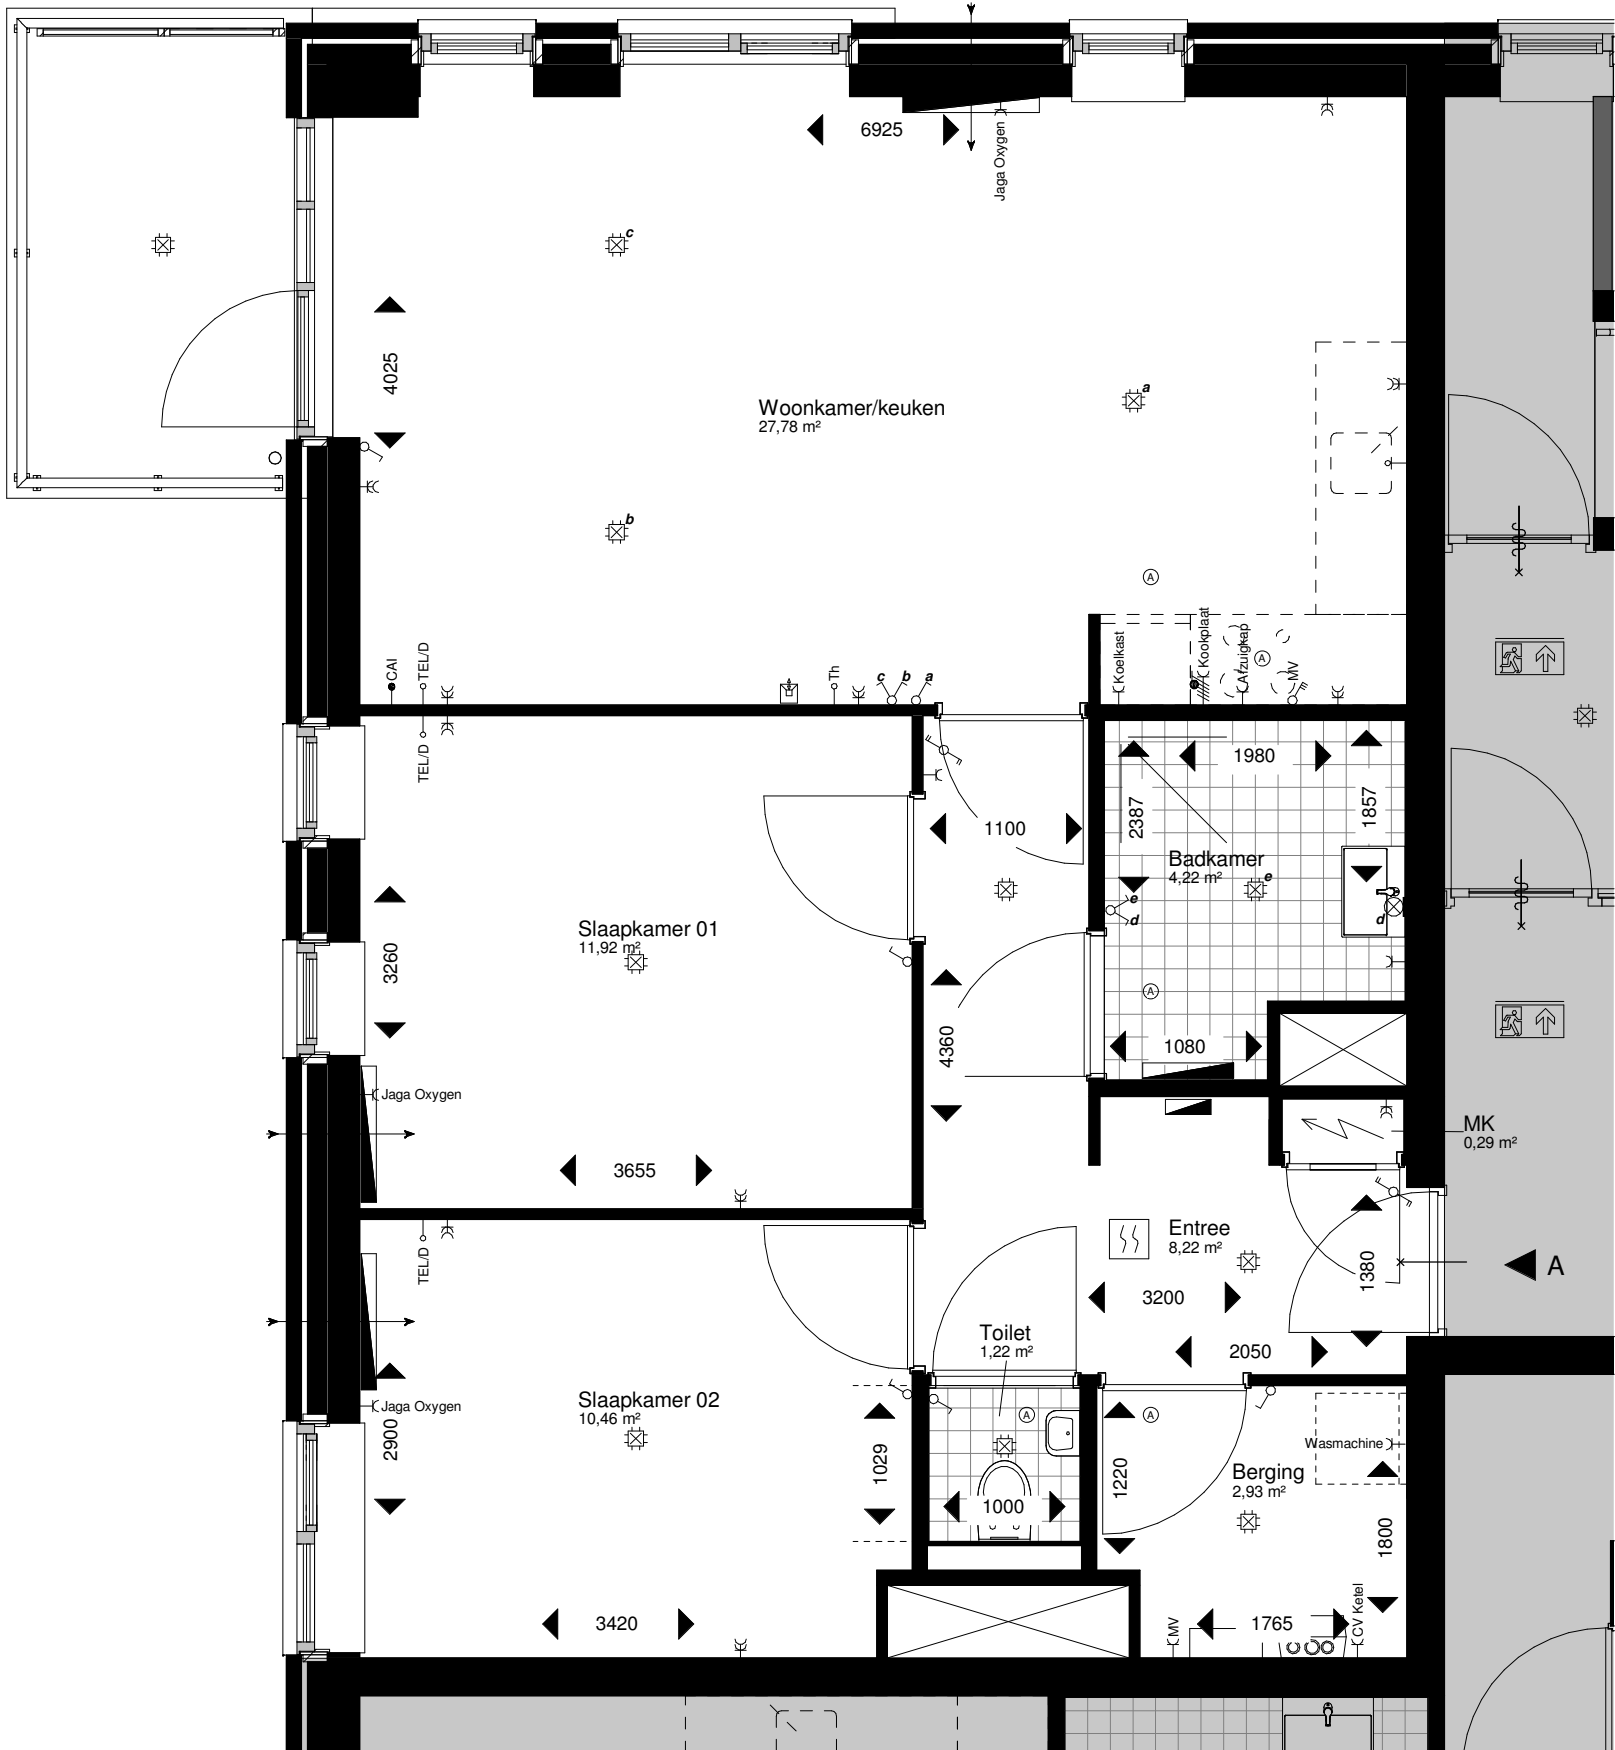 6925
Jaga Oxygen
c
4025
a
Woonkamer/keuken
27,78 m²
b
A
Koelkast
Kookplaat
Afzuigkap
A
MV
CAI
TEL/D
Th
c
b
a
TEL/D
1980
2387
1857
1100
Badkamer
4,22 m²
e
e
d
d
Slaapkamer 01
11,92 m²
3260
A
4360
1080
Jaga Oxygen
MK
0,29 m²
3655
TEL/D
Entree
8,22 m²
1380
A
3200
Toilet
1,22 m²
2050
Slaapkamer 02
10,46 m²
Jaga Oxygen
2900
1029
A
A
Wasmachine
1220
Berging
2,93 m²
1000
1800
3420
MV
1765
CV Ketel